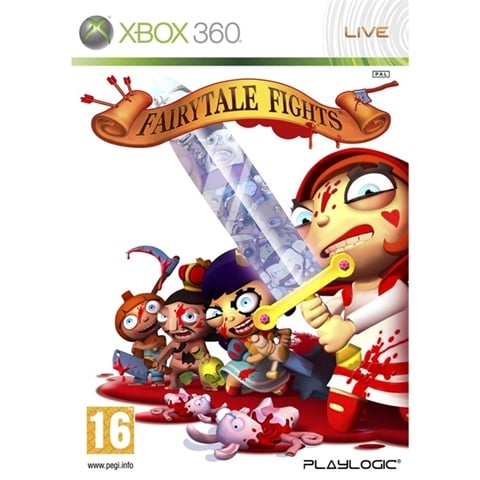 XBOX 360
LIVE
PAL
FAIRYTALE FIGHTS
16
www.pegi.info
PLAYLOGIC